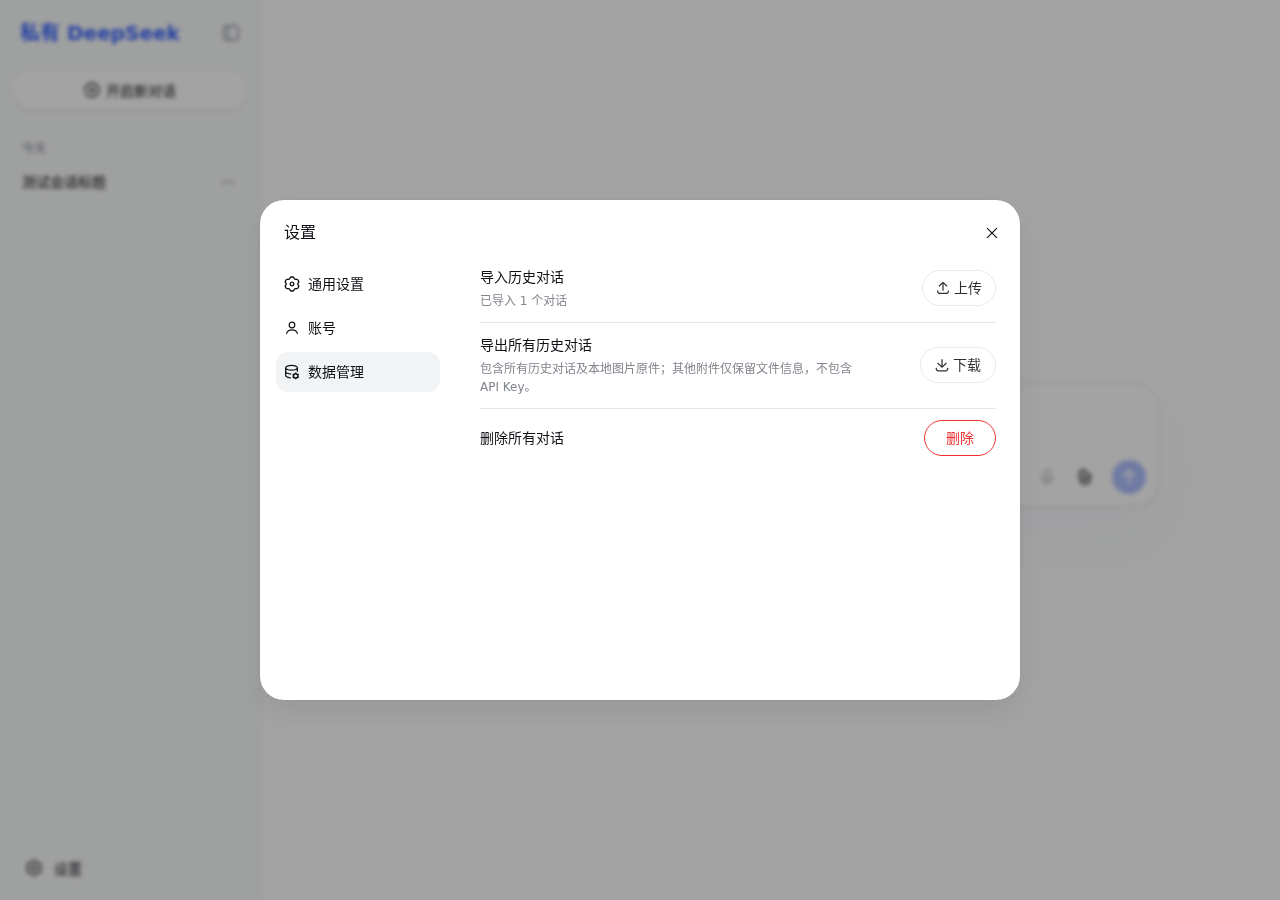 私有 DeepSeek
开启新对话
今天
测试会话标题
设置
通用设置
账号
数据管理
导入历史对话
已导入 1 个对话
上传
导出所有历史对话
包含所有历史对话及本地图片原件；其他附件仅保留文件信息，不包含
API Key。
下载
删除所有对话
删除
设置